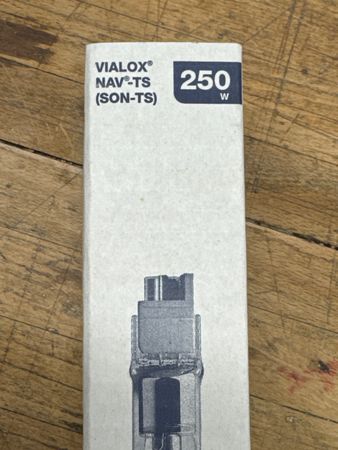 VIALOX®
NAV®-TS
(SON-TS)
250
W